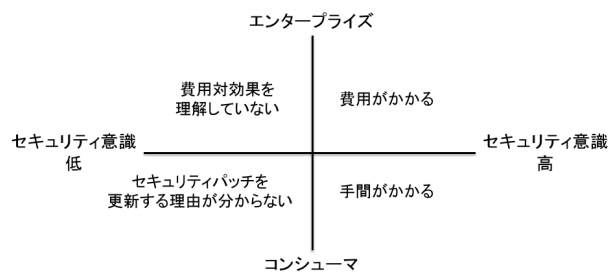 エンタープライズ
費用対効果を
理解していない
費用がかかる
セキュリティ意識
低
セキュリティ意識
高
セキュリティパッチを
更新する理由が分からない
手間がかかる
コンシューマ